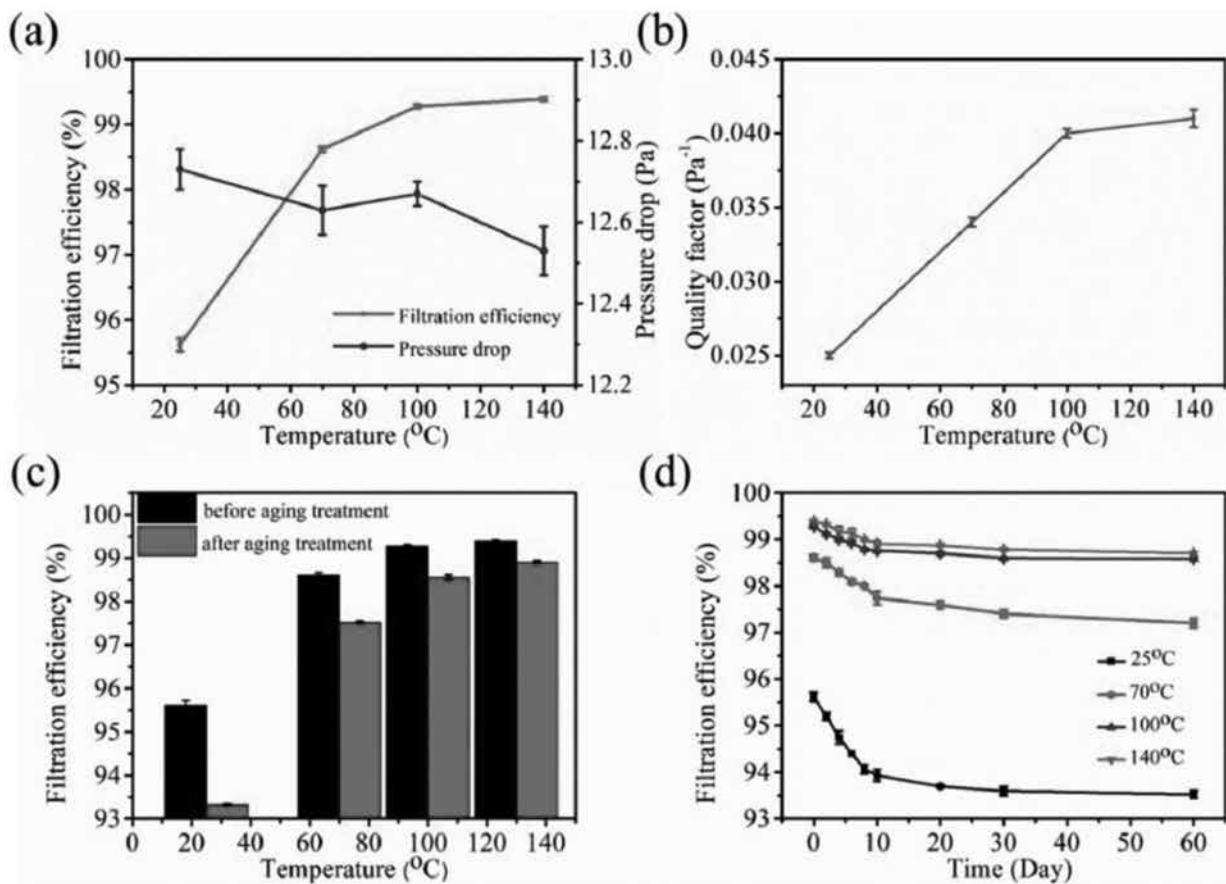 (a)
100
99
98
97
96
95
Filtration efficiency (%)
13.0
12.8
12.6
12.4
12.2
Pressure drop (Pa)
Filtration efficiency
Pressure drop
20 40 60 80 100 120 140
Temperature (OC)
(b)
0.045
0.040
0.035
0.030
0.025
Quality factor (Pa-1)
20 40 60 80 100 120 140
Temperature (OC)
(c)
before aging treatment
after aging treatment
100
99
98
97
96
95
94
93
Filtration efficiency (%)
0 20 40 60 80 100 120 140
Temperature (OC)
(d)
100
99
98
97
96
95
94
93
Filtration efficiency (%)
25OC
70OC
100OC
140OC
0 10 20 30 40 50 60
Time (Day)